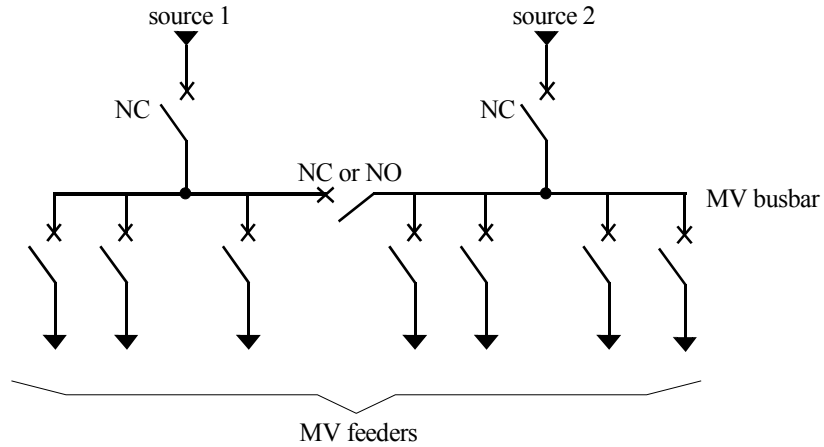 source 1
source 2
NC
NC
NC or NO
MV busbar
MV feeders